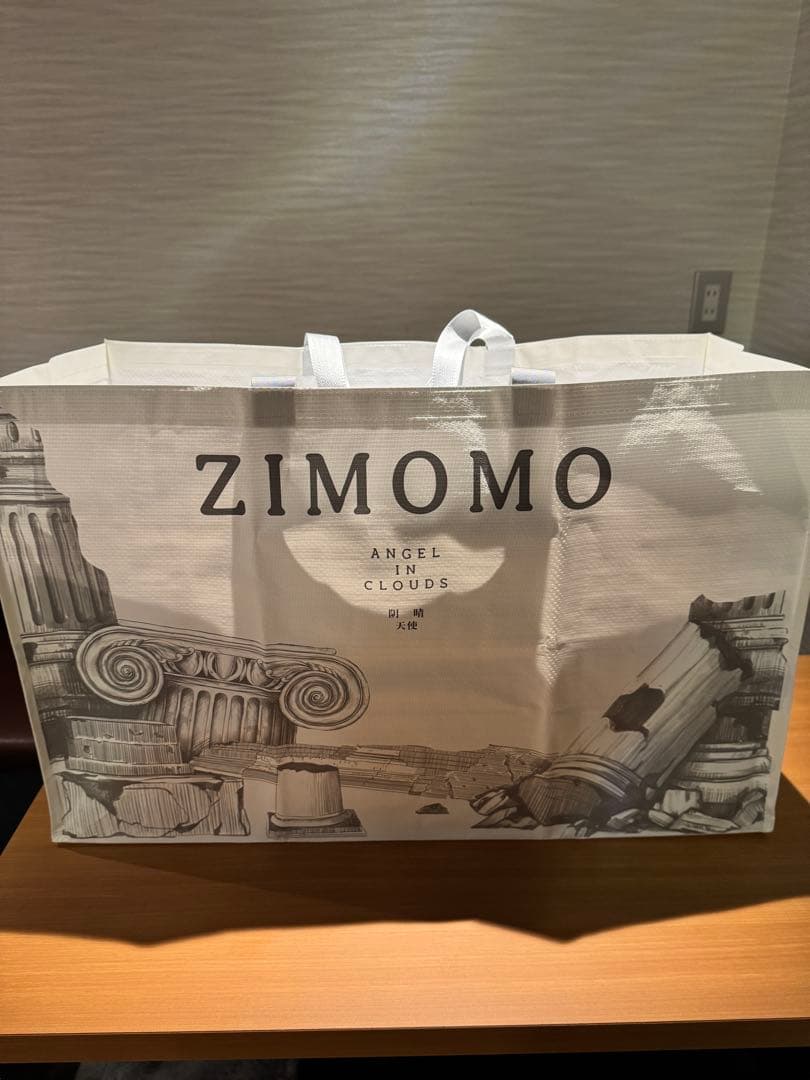 ZIMOMO
ANGEL
IN
CLOUDS
阴 晴
天使